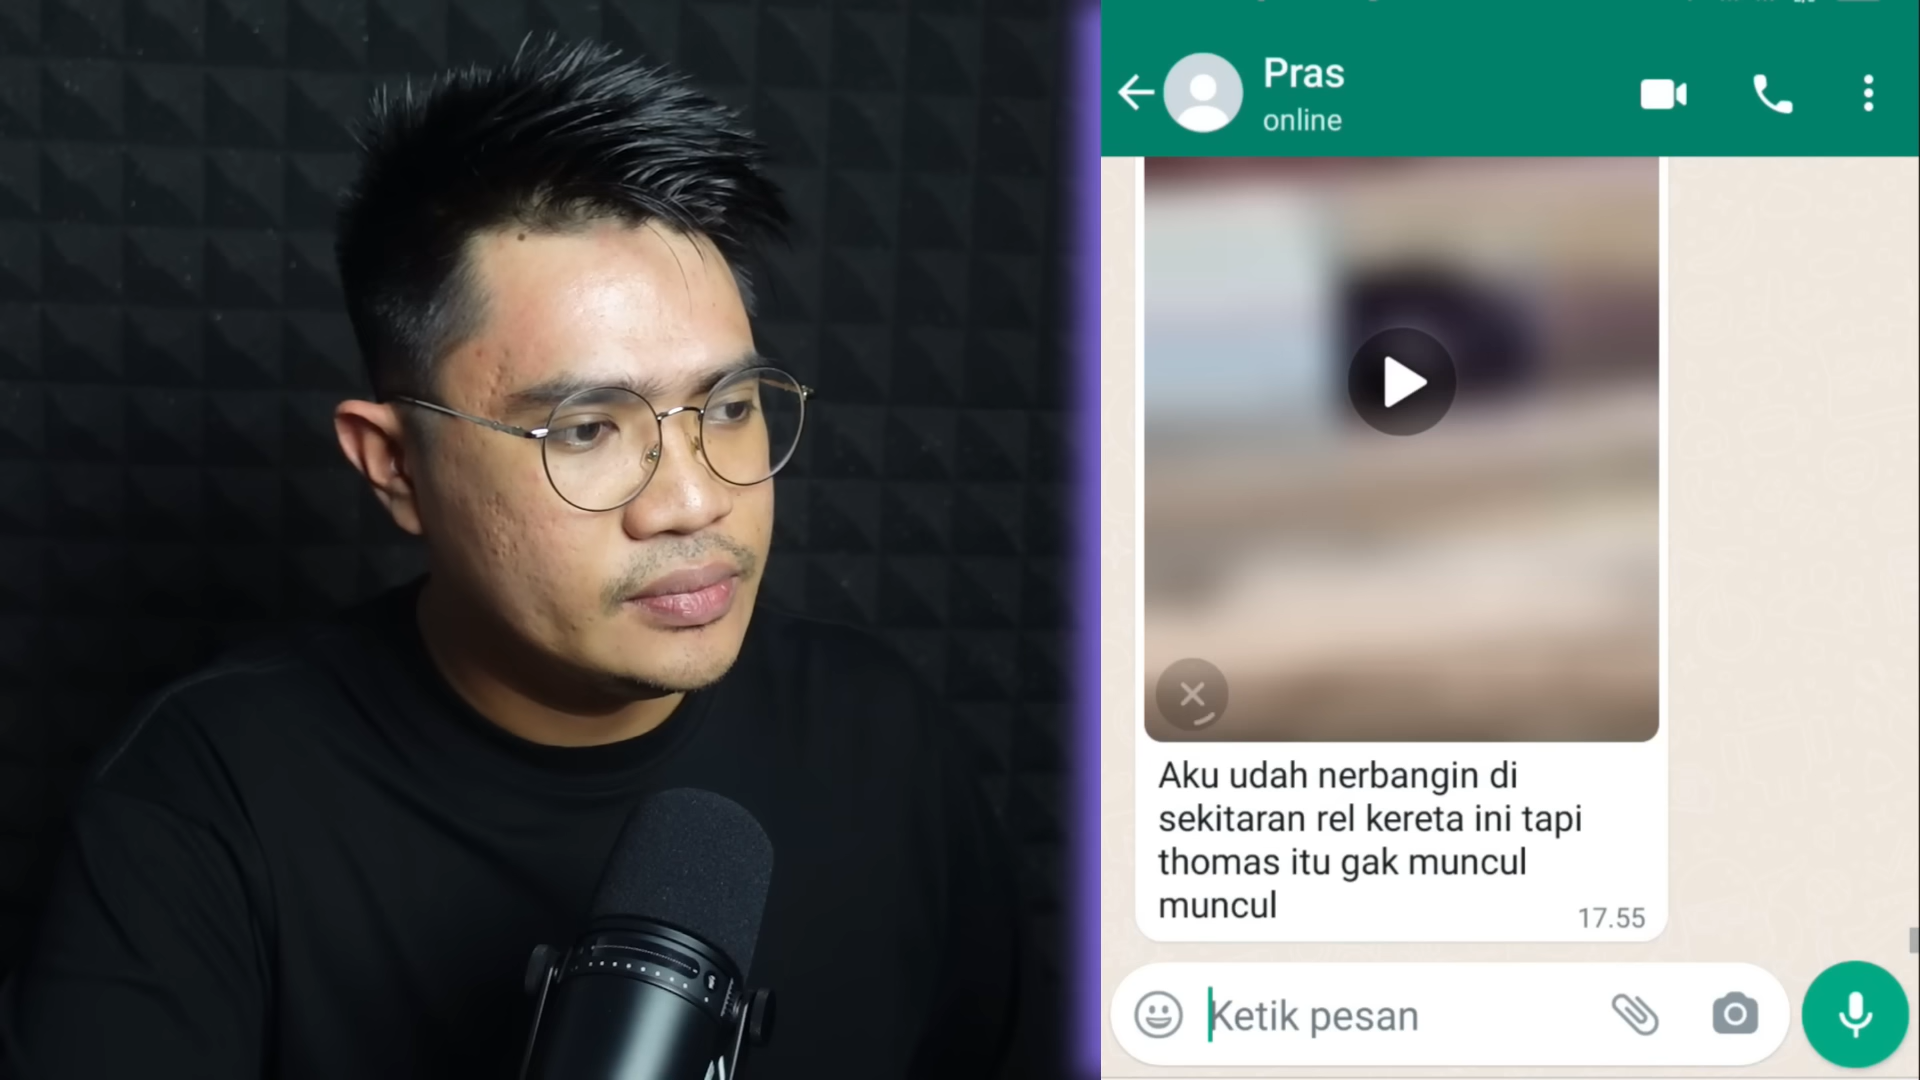 Pras
online
Aku udah nerbangin di
sekitaran rel kereta ini tapi
thomas itu gak muncul
muncul
17.55
Ketik pesan